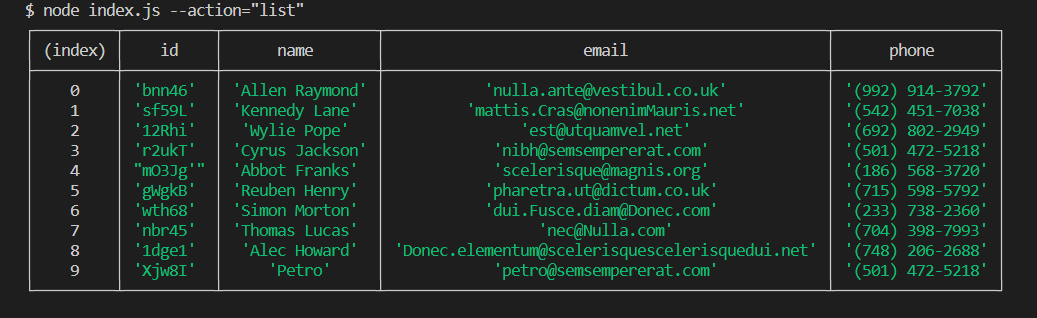 $ node index.js --action="list"
(index) id name email phone
0 'bnn46' 'Allen Raymond' 'nulla.ante@vestibul.co.uk' '(992) 914-3792'
1 'sf59L' 'Kennedy Lane' 'mattis.Cras@nonenimMauris.net' '(542) 451-7038'
2 '12Rhi' 'Wylie Pope' 'est@utquamvel.net' '(692) 802-2949'
3 'r2ukT' 'Cyrus Jackson' 'nibh@semsempererat.com' '(501) 472-5218'
4 "mO3Jg'" 'Abbot Franks' 'scelerisque@magnis.org' '(186) 568-3720'
5 'gWgkB' 'Reuben Henry' 'pharetra.ut@dictum.co.uk' '(715) 598-5792'
6 'wth68' 'Simon Morton' 'dui.Fusce.diam@Donec.com' '(233) 738-2360'
7 'nbr45' 'Thomas Lucas' 'nec@Nulla.com' '(704) 398-7993'
8 '1dge1' 'Alec Howard' 'Donec.elementum@scelerisquescelerisquedui.net' '(748) 206-2688'
9 'Xjw8I' 'Petro' 'petro@semsempererat.com' '(501) 472-5218'